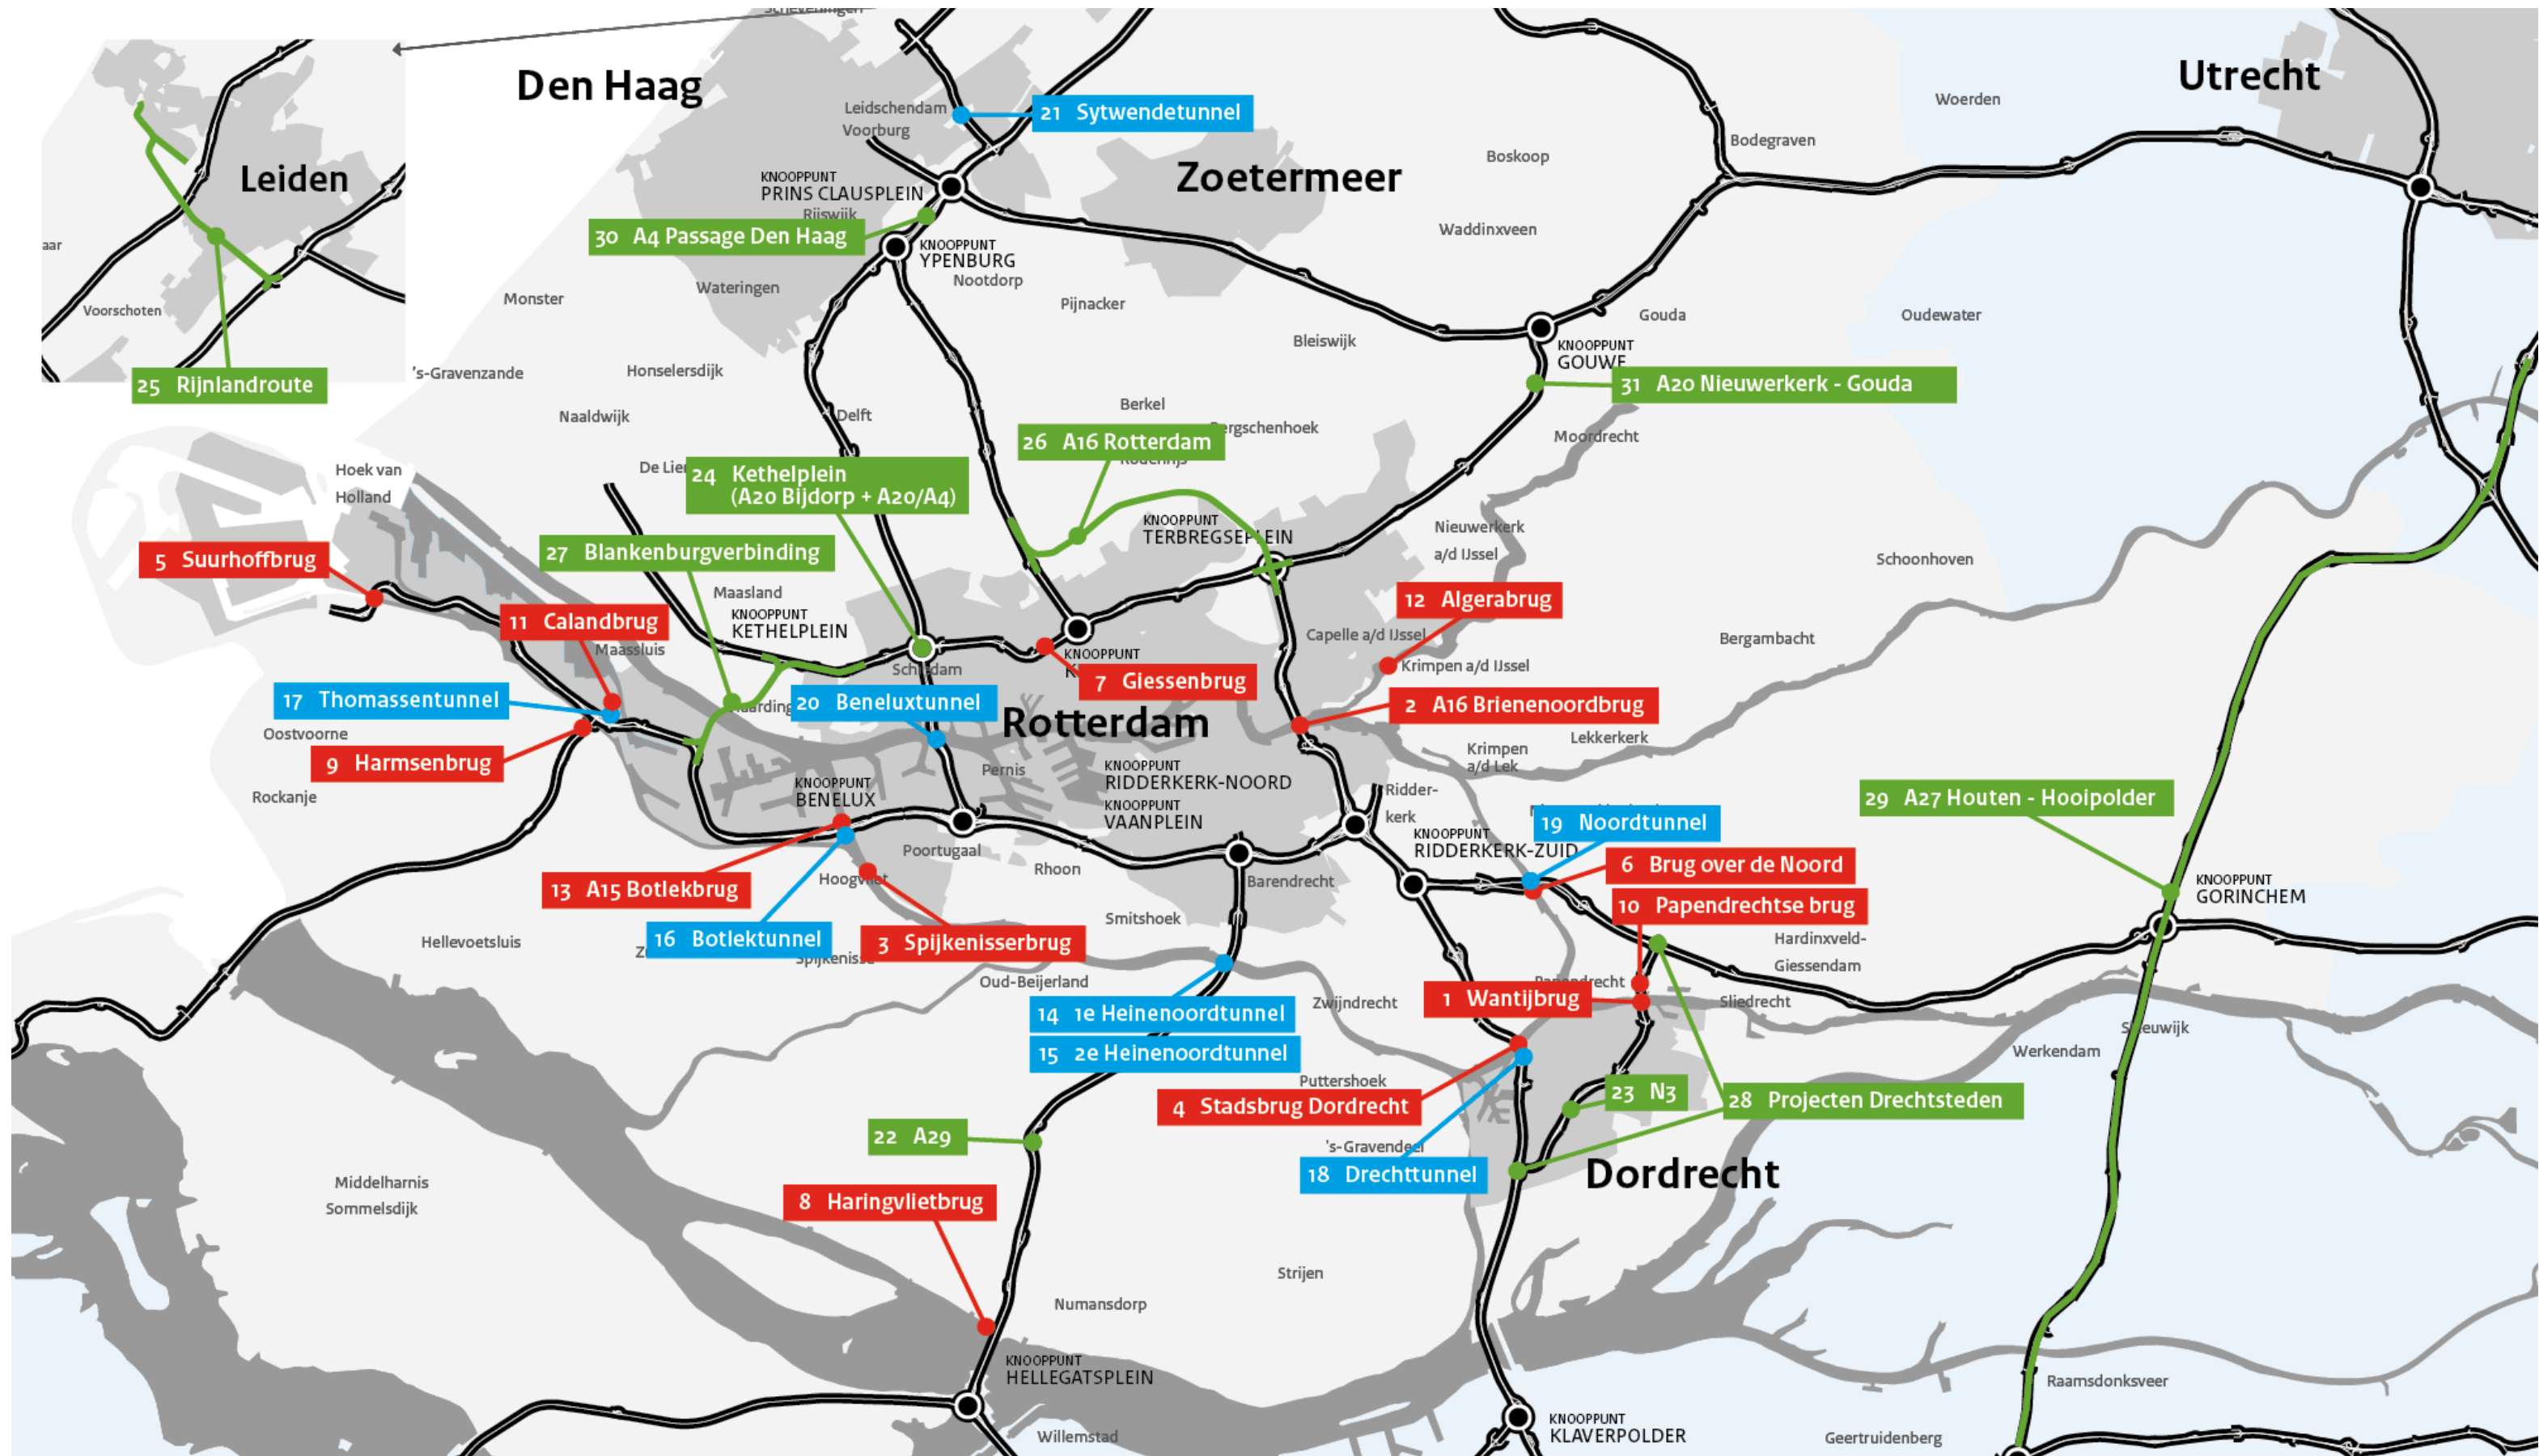 Den Haag
Utrecht
Leidschendam
Voorburg
21 Sytwendetunnel
Woerden
Bodegraven
Boskoop
Leiden
Zoetermeer
KNOOPPUNT
PRINS CLAUSPLEIN
Rijswijk
30 A4 Passage Den Haag
KNOOPPUNT
YPENBURG
Nootdorp
Waddinxveen
aar
Voorschoten
25 Rijnlandroute
Monster
Wateringen
Pijnacker
Bleiswijk
Gouda
Oudewater
KNOOPPUNT
GOUWE
31 A20 Nieuwerkerk - Gouda
's-Gravenzande
Honselersdijk
Naaldwijk
Delft
Berkel
26 A16 Rotterdam
Moordrecht
Hoek van
Holland
24 Kethelplein
(A20 Bijdorp + A20/A4)
KNOOPPUNT
TERBREGSEPLEIN
Nieuwerkerk
a/d IJssel
Schoonhoven
5 Suurhoffbrug
27 Blankenburgverbinding
Maasland
KNOOPPUNT
KETHELPLEIN
12 Algerabrug
Capelle a/d IJssel
Krimpen a/d IJssel
Bergambacht
11 Calandbrug
Maassluis
Schiedam
KNOOPPUNT
7 Giessenbrug
17 Thomassentunnel
20 Beneluxtunnel
Rotterdam
2 A16 Brienenoordbrug
Oostvoorne
9 Harmsenbrug
Lekkerkerk
Krimpen
a/d Lek
Rockanje
Pernis
KNOOPPUNT
BENELUX
KNOOPPUNT
RIDDERKERK-NOORD
KNOOPPUNT
VAANPLEIN
Ridder-
kerk
29 A27 Houten - Hooipolder
19 Noordtunnel
KNOOPPUNT
RIDDERKERK-ZUID
6 Brug over de Noord
Poortugaal
Rhoon
Hoogvliet
Barendrecht
13 A15 Botlekbrug
10 Papendrechtse brug
KNOOPPUNT
GORINCHEM
Smitshoek
Hellevoetsluis
16 Botlektunnel
3 Spijkenisserbrug
Hardinxveld-
Giessendam
Oud-Beijerland
Papendrecht
1 Wantijbrug
Zwijndrecht
Sliedrecht
14 1e Heinenoordtunnel
15 2e Heinenoordtunnel
Sleeuwijk
Werkendam
Puttershoek
4 Stadsbrug Dordrecht
23 N3
28 Projecten Drechtsteden
22 A29
's-Gravendeel
18 Drechttunnel
Dordrecht
Middelharnis
Sommelsdijk
8 Haringvlietbrug
Strijen
Numansdorp
KNOOPPUNT
HELLEGATSPLEIN
Raamsdonksveer
Willemstad
KNOOPPUNT
KLAVERPOLDER
Geertruidenberg